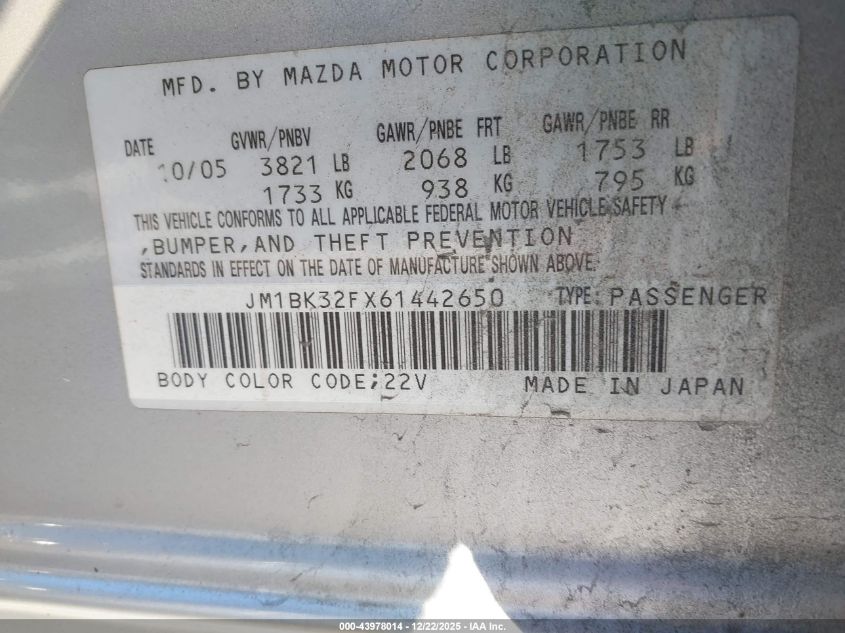 MFD. BY MAZDA MOTOR CORPORATION
DATE GVWR/PNBV GAWR/PNBE FRT GAWR/PNBE RR
10/05 3821 LB 2068 LB 1753 LB
1733 KG 938 KG 795 KG
THIS VEHICLE CONFORMS TO ALL APPLICABLE FEDERAL MOTOR VEHICLE SAFETY
,BUMPER,AND THEFT PREVENTION
STANDARDS IN EFFECT ON THE DATE OF MANUFACTURE SHOWN ABOVE.
JM1BK32FX61442650 TYPE: PASSENGER
BODY COLOR CODE;22V MADE IN JAPAN
000-43978014 - 12/22/2025 - IAA Inc.